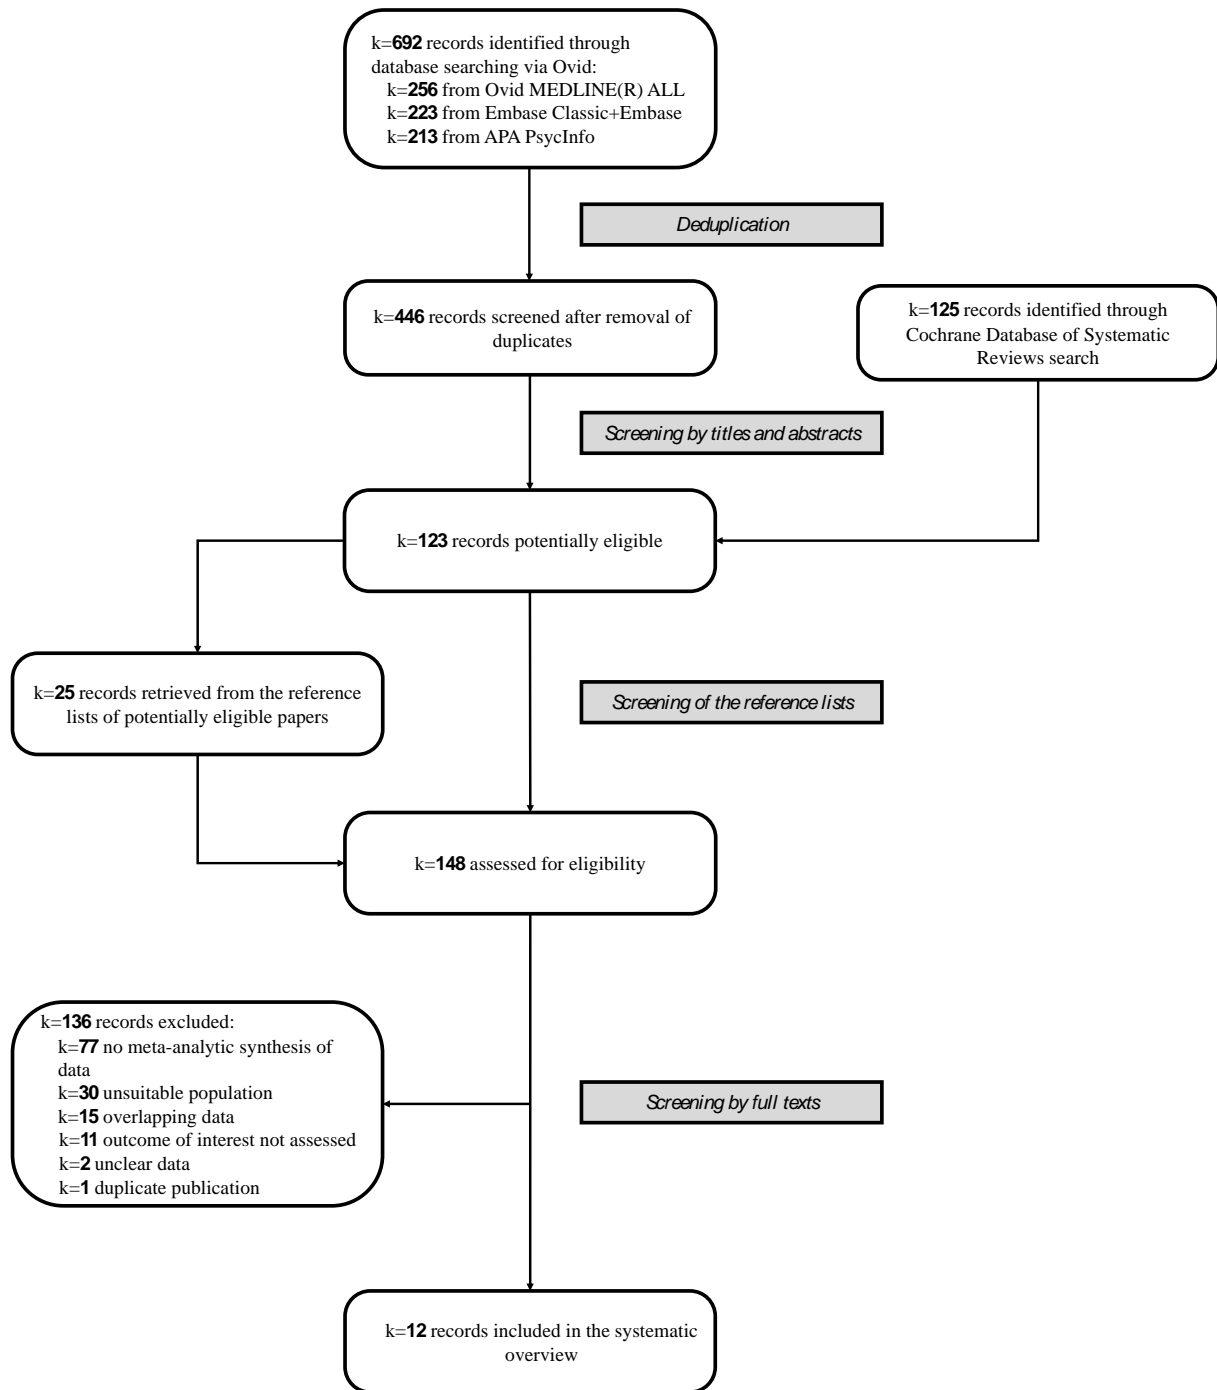 k=692 records identified through
database searching via Ovid:
k=256 from Ovid MEDLINE(R) ALL
k=223 from Embase Classic+Embase
k=213 from APA PsycInfo
Deduplication
k=446 records screened after removal of
duplicates
k=125 records identified through
Cochrane Database of Systematic
Reviews search
Screening by titles and abstracts
k=123 records potentially eligible
k=25 records retrieved from the reference
lists of potentially eligible papers
Screening of the reference lists
k=148 assessed for eligibility
k=136 records excluded:
k=77 no meta-analytic synthesis of
data
k=30 unsuitable population
k=15 overlapping data
k=11 outcome of interest not assessed
k=2 unclear data
k=1 duplicate publication
Screening by full texts
k=12 records included in the systematic
overview